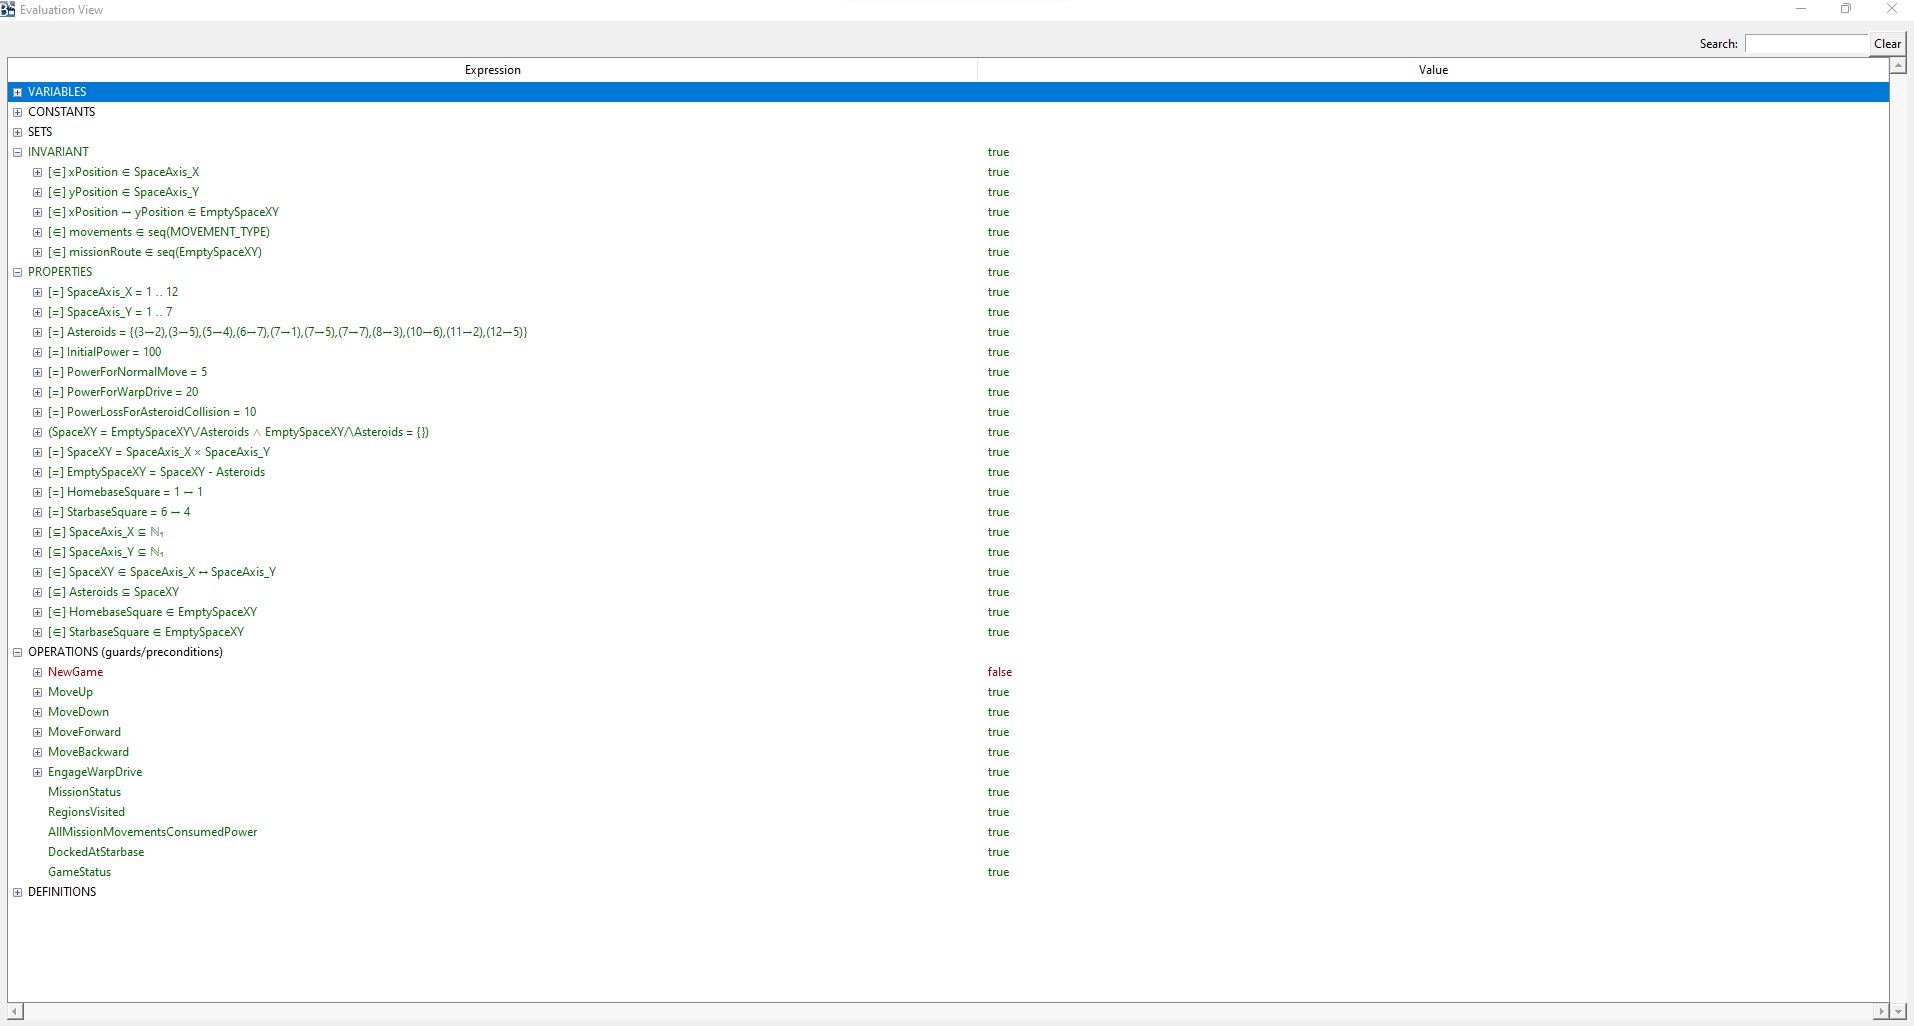 Evaluation View
Search: Clear
Expression Value
VARIABLES
CONSTANTS
SETS
INVARIANT true
[∈] xPosition ∈ SpaceAxis_X true
[∈] yPosition ∈ SpaceAxis_Y true
[∈] xPosition ↦ yPosition ∈ EmptySpaceXY true
[∈] movements ∈ seq(MOVEMENT_TYPE) true
[∈] missionRoute ∈ seq(EmptySpaceXY) true
PROPERTIES true
[=] SpaceAxis_X = 1 .. 12 true
[=] SpaceAxis_Y = 1 .. 7 true
[=] Asteroids = {(3↦2),(3↦5),(5↦4),(6↦7),(7↦1),(7↦5),(7↦7),(8↦3),(10↦6),(11↦2),(12↦5)} true
[=] InitialPower = 100 true
[=] PowerForNormalMove = 5 true
[=] PowerForWarpDrive = 20 true
[=] PowerLossForAsteroidCollision = 10 true
(SpaceXY = EmptySpaceXY\/Asteroids ∧ EmptySpaceXY/\Asteroids = {}) true
[=] SpaceXY = SpaceAxis_X × SpaceAxis_Y true
[=] EmptySpaceXY = SpaceXY - Asteroids true
[=] HomebaseSquare = 1 ↦ 1 true
[=] StarbaseSquare = 6 ↦ 4 true
[⊆] SpaceAxis_X ⊆ ℕ₁ true
[⊆] SpaceAxis_Y ⊆ ℕ₁ true
[∈] SpaceXY ∈ SpaceAxis_X ↔ SpaceAxis_Y true
[⊆] Asteroids ⊆ SpaceXY true
[∈] HomebaseSquare ∈ EmptySpaceXY true
[∈] StarbaseSquare ∈ EmptySpaceXY true
OPERATIONS (guards/preconditions)
NewGame false
MoveUp true
MoveDown true
MoveForward true
MoveBackward true
EngageWarpDrive true
MissionStatus true
RegionsVisited true
AllMissionMovementsConsumedPower true
DockedAtStarbase true
GameStatus true
DEFINITIONS